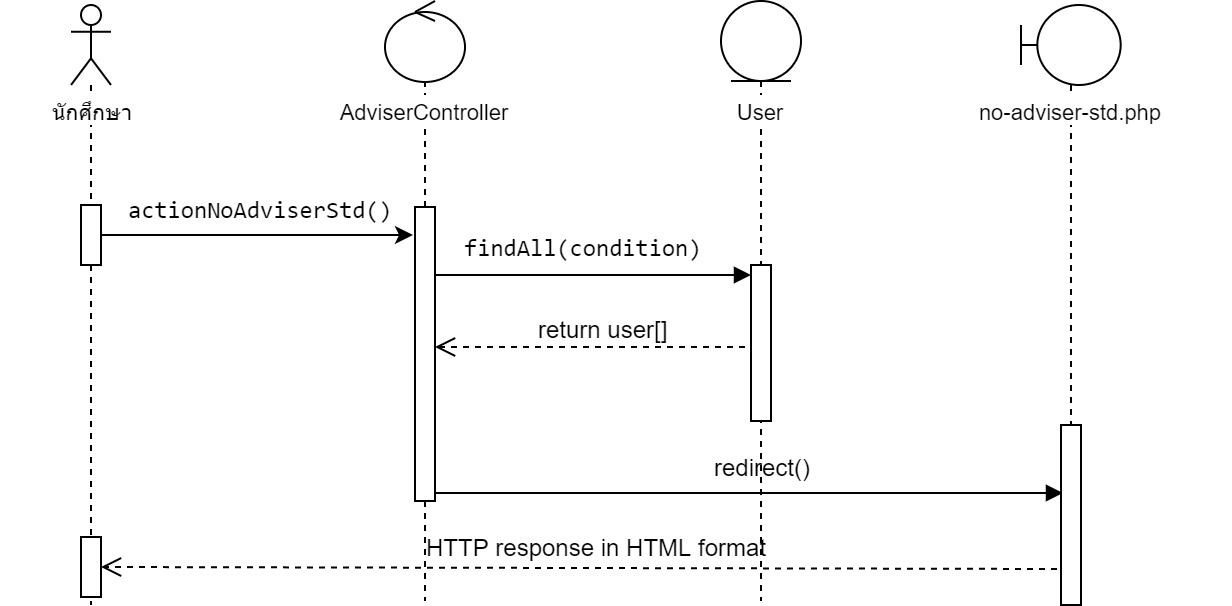 นักศึกษา
AdviserController
User
no-adviser-std.php
actionNoAdviserStd()
findAll(condition)
return user[]
redirect()
HTTP response in HTML format